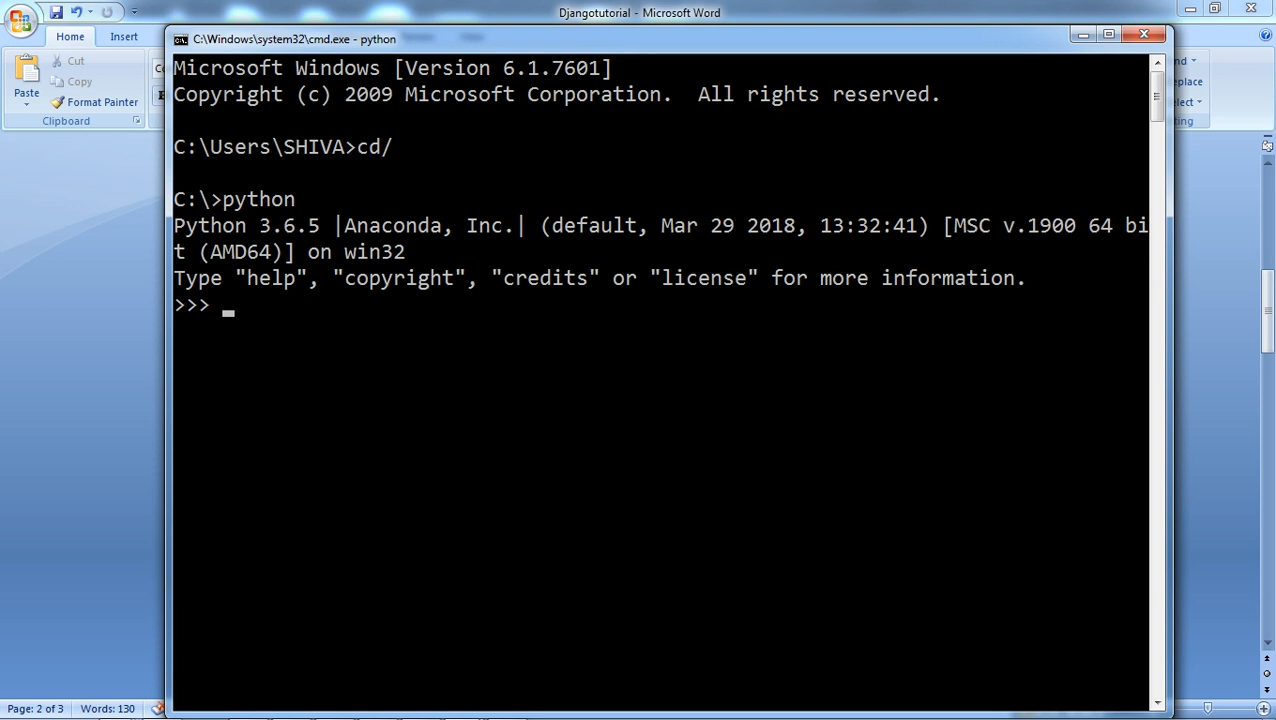 Djangotutorial - Microsoft Word
Home Insert
Cut
Copy
Paste
Format Painter
Clipboard
C:\Windows\system32\cmd.exe - python
Microsoft Windows [Version 6.1.7601]
Copyright (c) 2009 Microsoft Corporation.  All rights reserved.
C:\Users\SHIVA>cd/
C:\>python
Python 3.6.5 |Anaconda, Inc.| (default, Mar 29 2018, 13:32:41) [MSC v.1900 64 bi
t (AMD64)] on win32
Type "help", "copyright", "credits" or "license" for more information.
>>> _
Page: 2 of 3 Words: 130